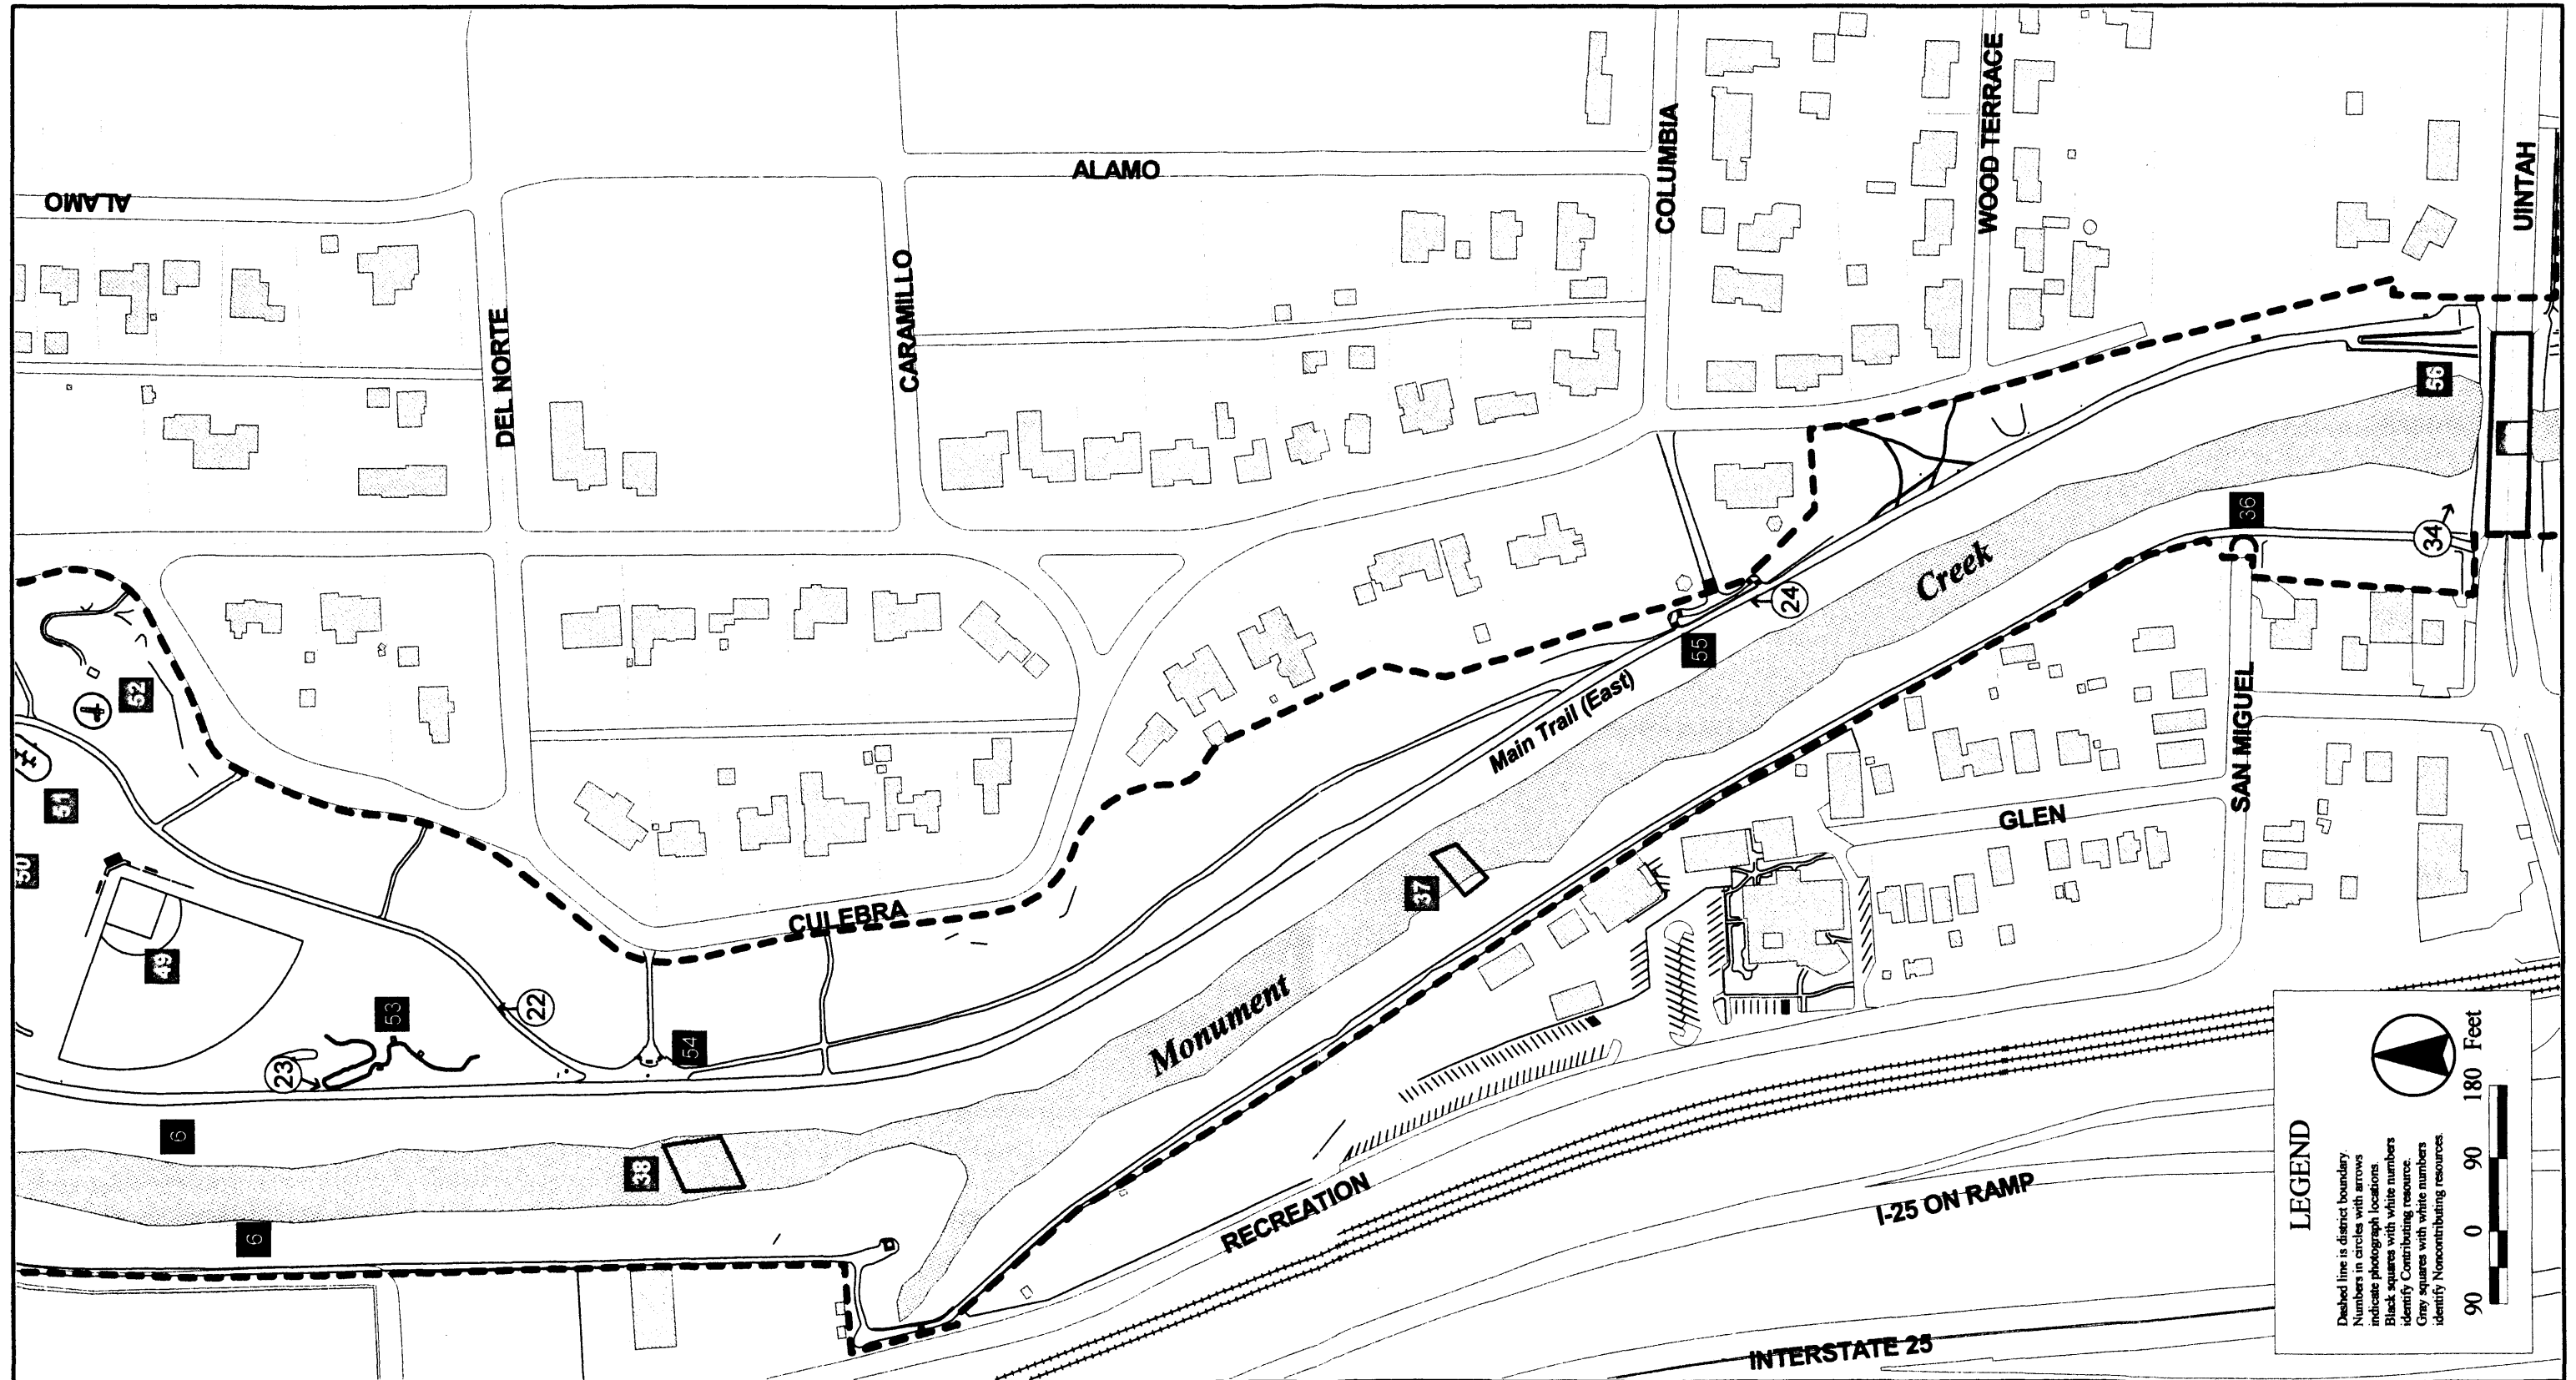 ALAMO
ALAMO
COLUMBIA
WOOD TERRACE
UINTAH
DEL NORTE
CARAMILLO
56
36
34
Creek
24
55
52
51
50
49
Main Trail (East)
SAN MIGUEL
GLEN
37
CULEBRA
22
53
54
23
Monument
6
38
6
RECREATION
I-25 ON RAMP
INTERSTATE 25
LEGEND
Dashed line is district boundary.
Numbers in circles with arrows
indicate photograph locations.
Black squares with white numbers
identify Contributing resource.
Gray squares with white numbers
identify Noncontributing resources.
90 0 90 180 Feet